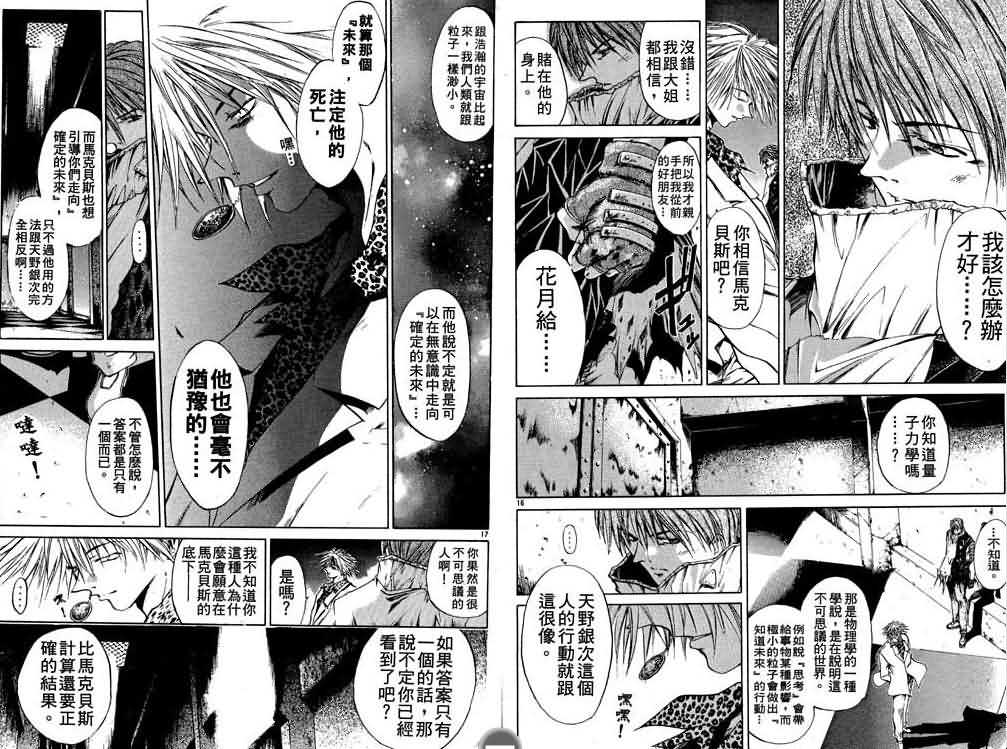 我該怎麼辦
才好……?
沒錯……
我跟大姐
都相信,
賭在他的
身上。
你相信馬克
貝斯吧?
所以我才親
手把我從前
的好朋友…
花月給……
你知道量
子力學嗎
……?
…不知道。
那是物理學的一種
學說,是在說明這
不可思議的世界。
例如說『思考』會帶
給事物某種影響,而
極小的粒子會做出『
知道未來』的行動…
天野銀次這個
人的行動就跟
這很像。
嘿嘿…
16
跟浩瀚的宇宙比起
來,我們人類就跟
粒子一樣渺小。
而他說不定就是可
以在無意識中走向
『確定的未來』…
就算那個
『未來』,
注定他的
死亡,
嘿…
他也會毫不
猶豫的……
而馬克貝斯也想
引導你們走向『
確定的未來』
只不過他用的方
法跟天野銀次完
全相反啊……
……
不管怎麼說,
答案都是只有
一個而已。
噠噠!
17
你果然是很
不可思議的
人啊!
是嗎?
我不知道你
這種人為什
麼會願意在
馬克貝斯的
底下…
……
如果答案只有
一個的話,那
說不定你已經
看到了吧?
比馬克貝斯
計算還要正
確的結果。